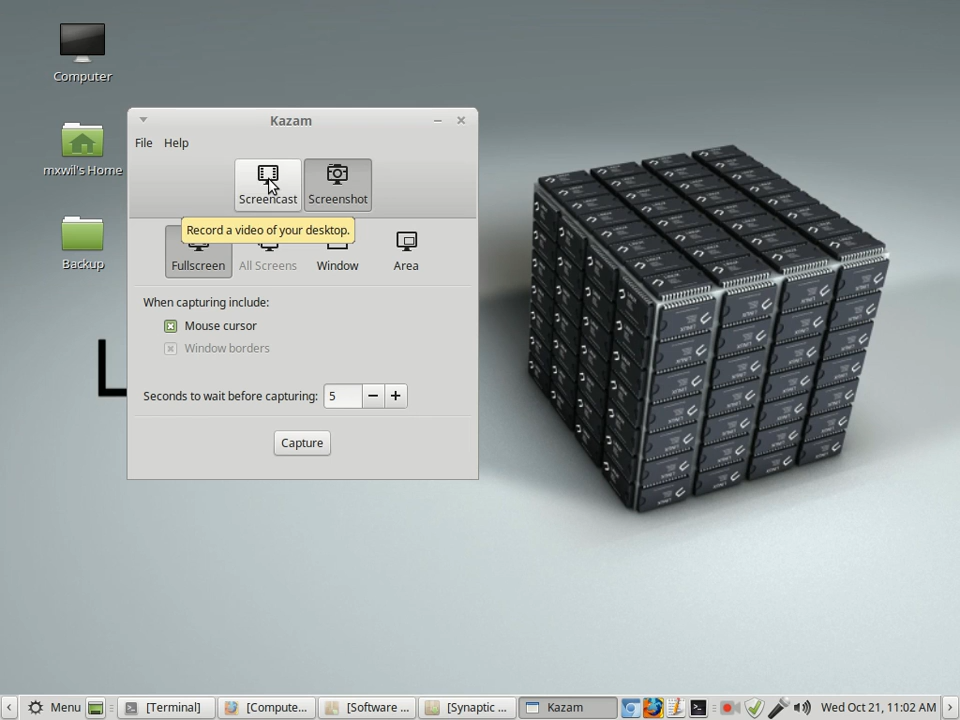 Computer
mxwil's Home
Backup
Kazam
File Help
Screencast Screenshot
Record a video of your desktop.
Fullscreen All Screens Window Area
When capturing include:
Mouse cursor
Window borders
Seconds to wait before capturing: 5
Capture
Menu [Terminal] [Compute... [Software ... [Synaptic ... Kazam Wed Oct 21, 11:02 AM